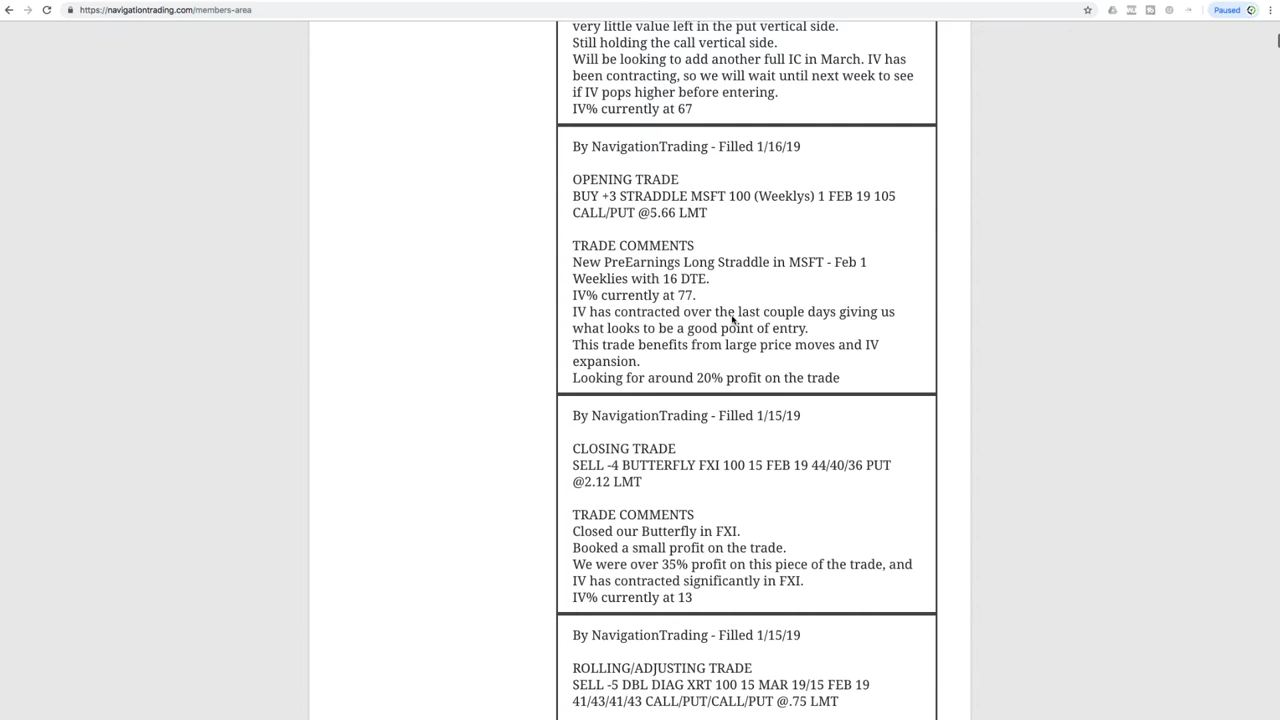 https://navigationtrading.com/members-area
Paused
very little value left in the put vertical side.
Still holding the call vertical side.
Will be looking to add another full IC in March. IV has
been contracting, so we will wait until next week to see
if IV pops higher before entering.
IV% currently at 67
By NavigationTrading - Filled 1/16/19
OPENING TRADE
BUY +3 STRADDLE MSFT 100 (Weeklys) 1 FEB 19 105
CALL/PUT @5.66 LMT
TRADE COMMENTS
New PreEarnings Long Straddle in MSFT - Feb 1
Weeklies with 16 DTE.
IV% currently at 77.
IV has contracted over the last couple days giving us
what looks to be a good point of entry.
This trade benefits from large price moves and IV
expansion.
Looking for around 20% profit on the trade
By NavigationTrading - Filled 1/15/19
CLOSING TRADE
SELL -4 BUTTERFLY FXI 100 15 FEB 19 44/40/36 PUT
@2.12 LMT
TRADE COMMENTS
Closed our Butterfly in FXI.
Booked a small profit on the trade.
We were over 35% profit on this piece of the trade, and
IV has contracted significantly in FXI.
IV% currently at 13
By NavigationTrading - Filled 1/15/19
ROLLING/ADJUSTING TRADE
SELL -5 DBL DIAG XRT 100 15 MAR 19/15 FEB 19
41/43/41/43 CALL/PUT/CALL/PUT @.75 LMT